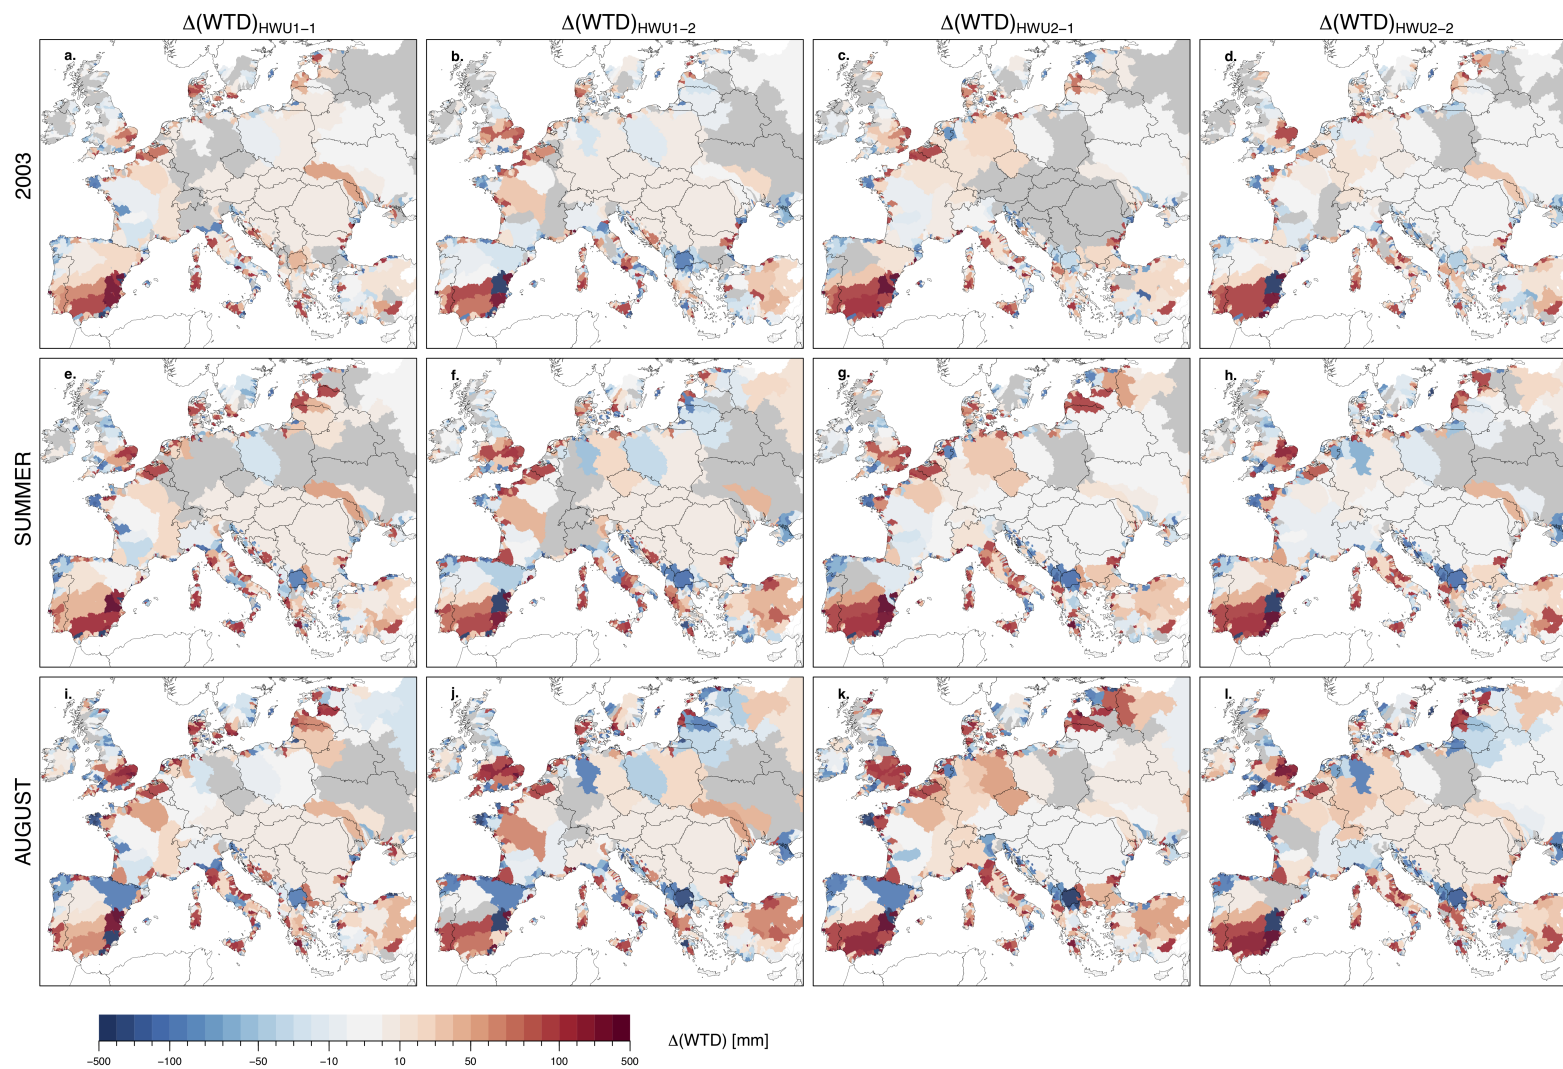 Δ(WTD)HWU1−1 Δ(WTD)HWU1−2 Δ(WTD)HWU2−1 Δ(WTD)HWU2−2
2003
a. b. c. d.
SUMMER
e. f. g. h.
AUGUST
i. j. k. l.
−500 −100 −50 −10 10 50 100 500
Δ(WTD) [mm]